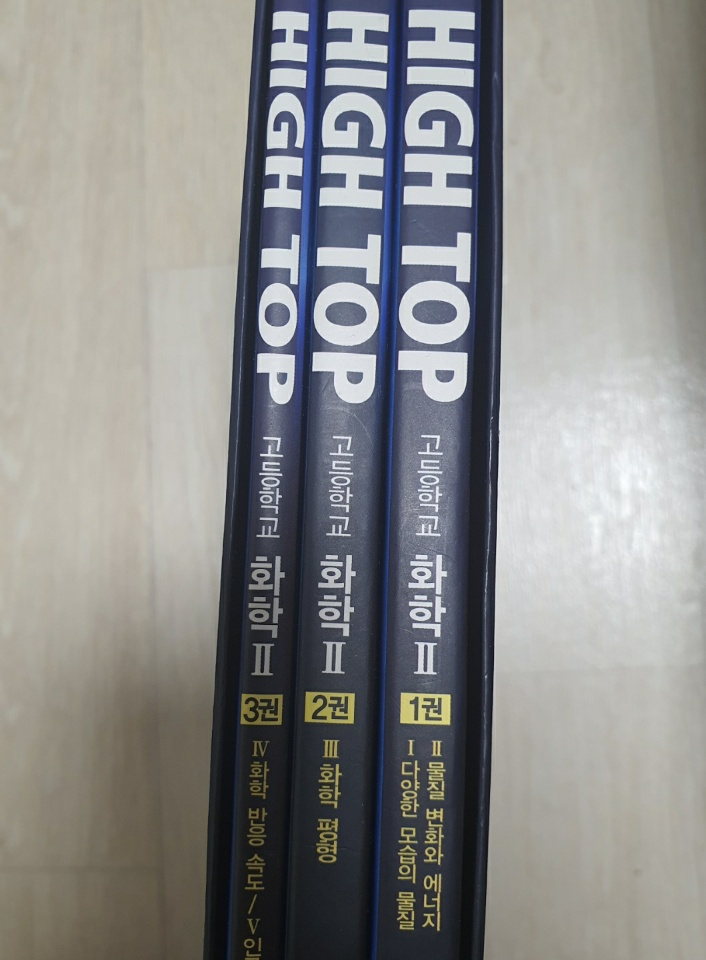 HIGH TOP
고등학교 화학 II
3권
IV 화학 반응 속도 / V 인
HIGH TOP
고등학교 화학 II
2권
III 화학 평형
HIGH TOP
고등학교 화학 II
1권
I 다양한 모습의 물질
II 물질 변화와 에너지